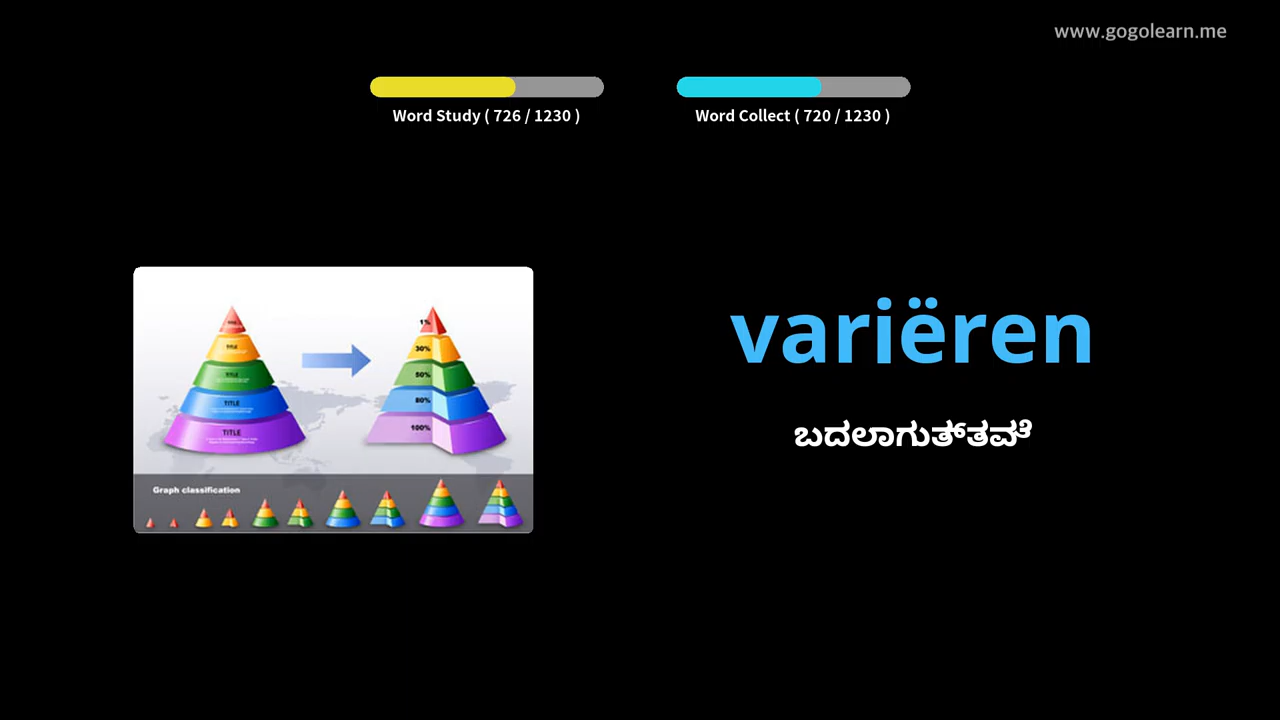 www.gogolearn.me
Word Study ( 726 / 1230 )
Word Collect ( 720 / 1230 )
variëren
ಬದಲಾಗುತ್ತವೆ
TITLE
TITLE
TITLE
TITLE
1%
30%
50%
80%
100%
Graph classification